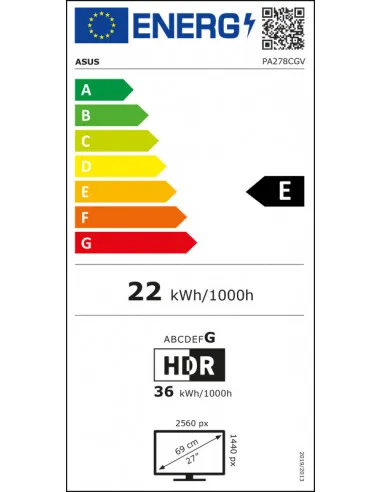 ENERG
ASUS PA278CGV
A
B
C
D
E
F
G
E
22 kWh/1000h
ABCDEFG
HDR
36 kWh/1000h
2560 px
1440 px
69 cm
27"
2019/2013